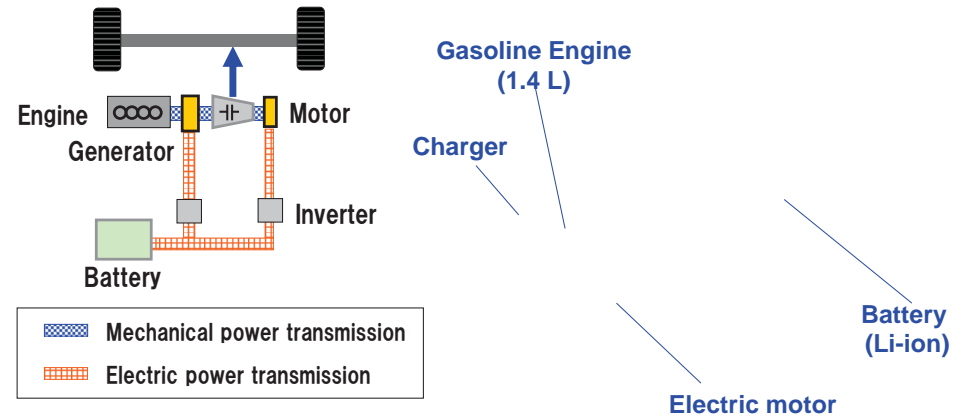 Engine
Generator
Motor
Inverter
Battery
Mechanical power transmission
Electric power transmission
Gasoline Engine
(1.4 L)
Charger
Battery
(Li-ion)
Electric motor